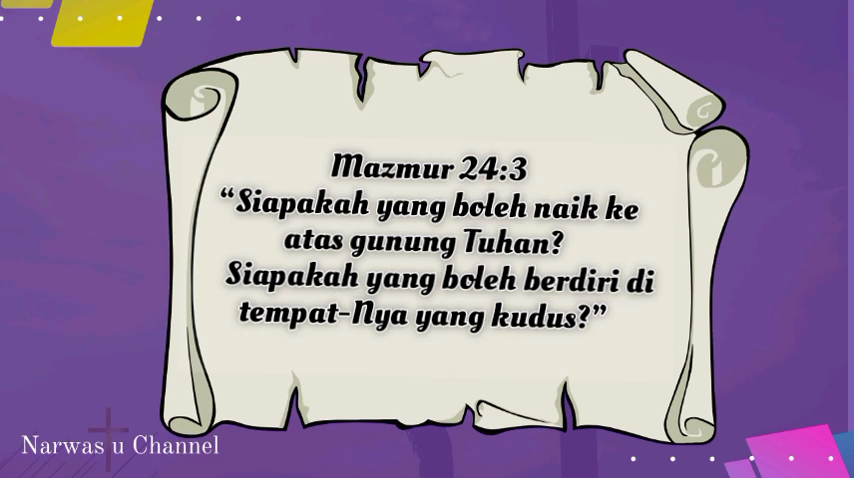 Mazmur 24:3
“Siapakah yang boleh naik ke
atas gunung Tuhan?
Siapakah yang boleh berdiri di
tempat-Nya yang kudus?”
Narwas u Channel